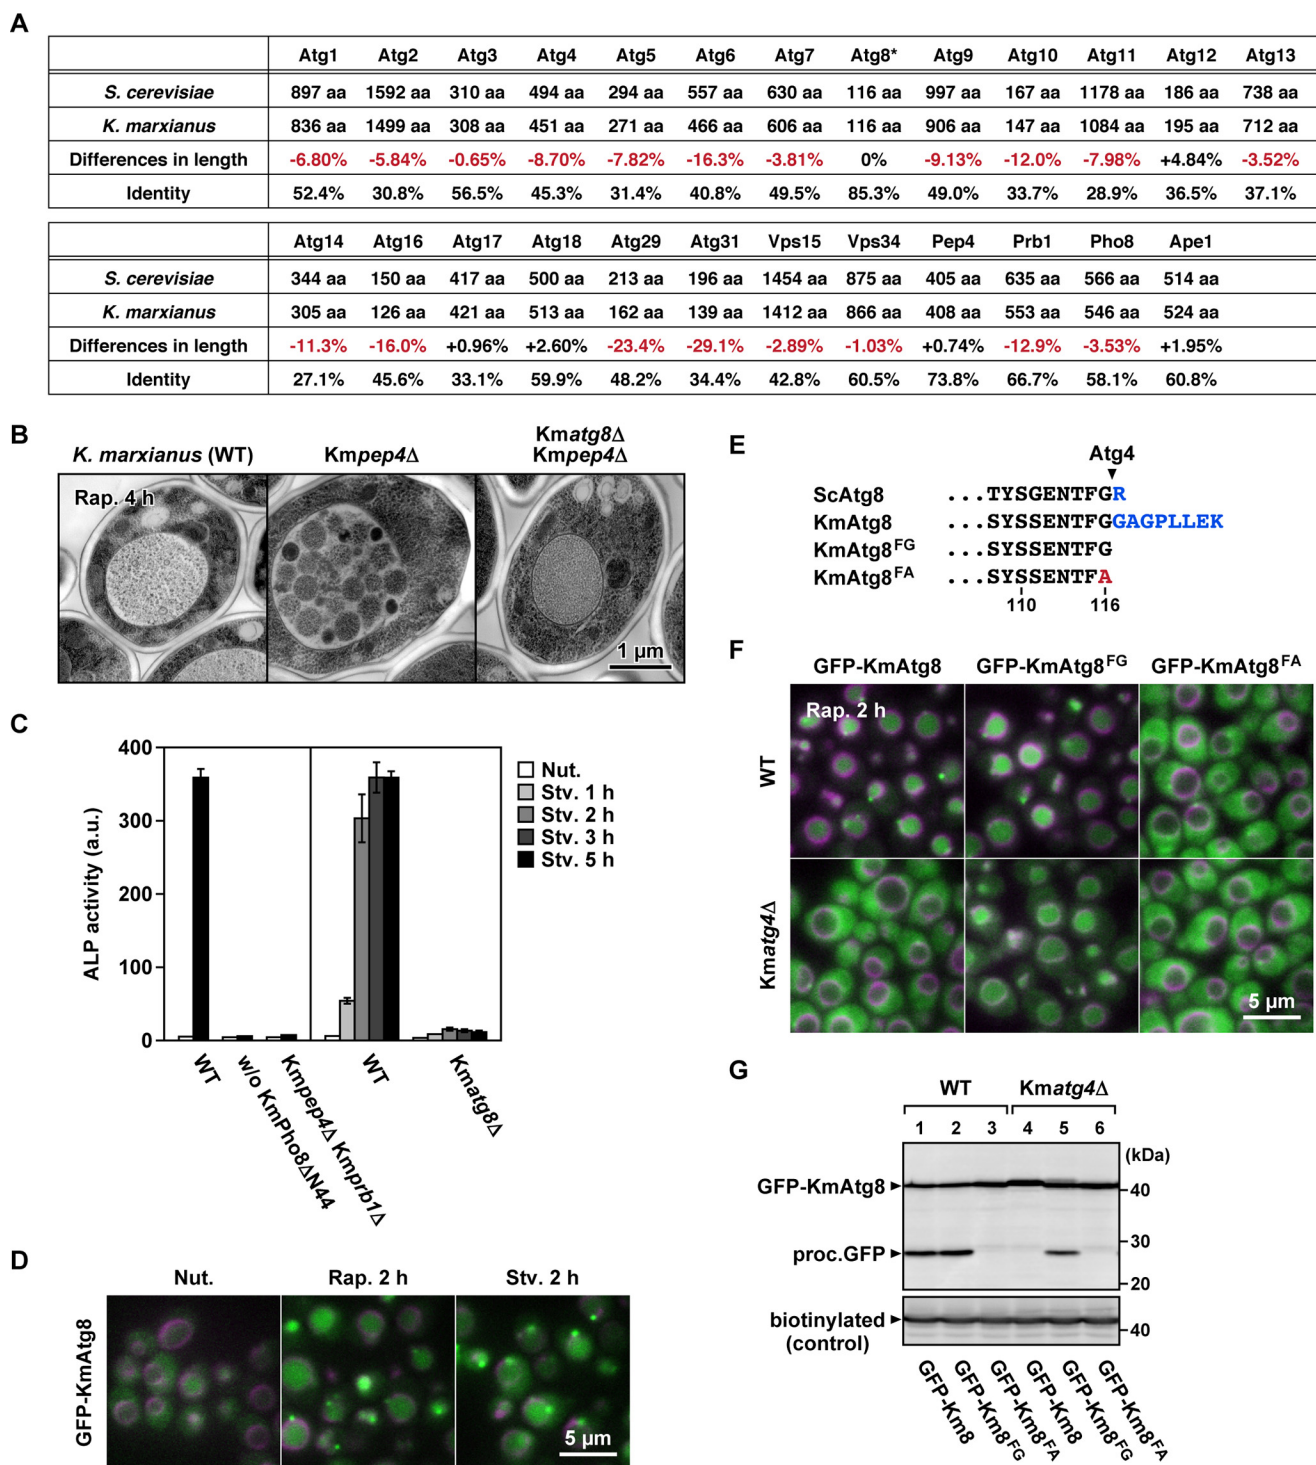 A
Atg1 Atg2 Atg3 Atg4 Atg5 Atg6 Atg7 Atg8* Atg9 Atg10 Atg11 Atg12 Atg13
S. cerevisiae 897 aa 1592 aa 310 aa 494 aa 294 aa 557 aa 630 aa 116 aa 997 aa 167 aa 1178 aa 186 aa 738 aa
K. marxianus 836 aa 1499 aa 308 aa 451 aa 271 aa 466 aa 606 aa 116 aa 906 aa 147 aa 1084 aa 195 aa 712 aa
Differences in length -6.80% -5.84% -0.65% -8.70% -7.82% -16.3% -3.81% 0% -9.13% -12.0% -7.98% +4.84% -3.52%
Identity 52.4% 30.8% 56.5% 45.3% 31.4% 40.8% 49.5% 85.3% 49.0% 33.7% 28.9% 36.5% 37.1%
Atg14 Atg16 Atg17 Atg18 Atg29 Atg31 Vps15 Vps34 Pep4 Prb1 Pho8 Ape1
S. cerevisiae 344 aa 150 aa 417 aa 500 aa 213 aa 196 aa 1454 aa 875 aa 405 aa 635 aa 566 aa 514 aa
K. marxianus 305 aa 126 aa 421 aa 513 aa 162 aa 139 aa 1412 aa 866 aa 408 aa 553 aa 546 aa 524 aa
Differences in length -11.3% -16.0% +0.96% +2.60% -23.4% -29.1% -2.89% -1.03% +0.74% -12.9% -3.53% +1.95%
Identity 27.1% 45.6% 33.1% 59.9% 48.2% 34.4% 42.8% 60.5% 73.8% 66.7% 58.1% 60.8%
B
K. marxianus (WT)
Kmpep4Δ
Kmatg8Δ
Kmpep4Δ
Rap. 4 h
1 µm
C
ALP activity (a.u.)
400
300
200
100
0
Nut.
Stv. 1 h
Stv. 2 h
Stv. 3 h
Stv. 5 h
WT
w/o KmPho8ΔN44
Kmpep4Δ Kmprb1Δ
WT
Kmatg8Δ
D
Nut. Rap. 2 h Stv. 2 h
GFP-KmAtg8
5 µm
E
Atg4
ScAtg8 ...TYSGENTFGR
KmAtg8 ...SYSSENTFGGAGPLLEK
KmAtg8FG ...SYSSENTFG
KmAtg8FA ...SYSSENTFA
110 116
F
GFP-KmAtg8 GFP-KmAtg8FG GFP-KmAtg8FA
Rap. 2 h
WT
Kmatg4Δ
5 µm
G
WT Kmatg4Δ
1 2 3 4 5 6
(kDa)
GFP-KmAtg8
40
30
proc.GFP
20
biotinylated
(control)
40
GFP-Km8
GFP-Km8FG
GFP-Km8FA
GFP-Km8
GFP-Km8FG
GFP-Km8FA